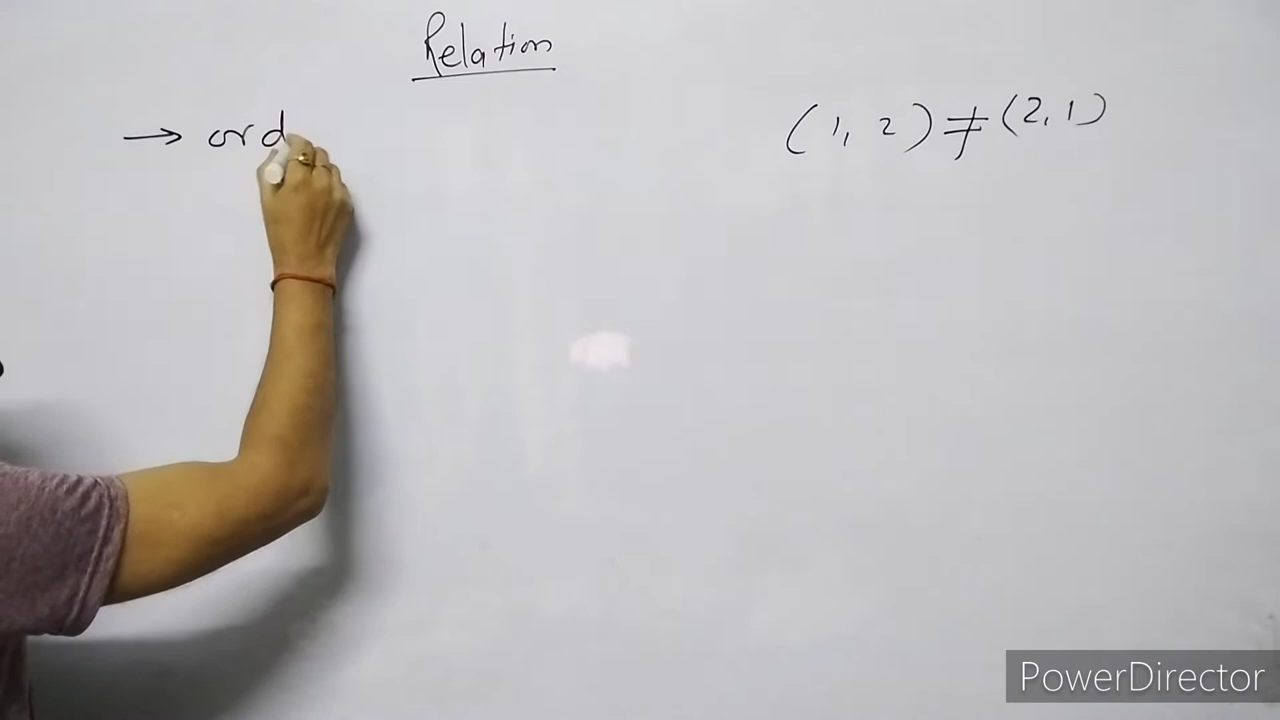 Relation
→ ord
(1, 2) ≠ (2, 1)
PowerDirector